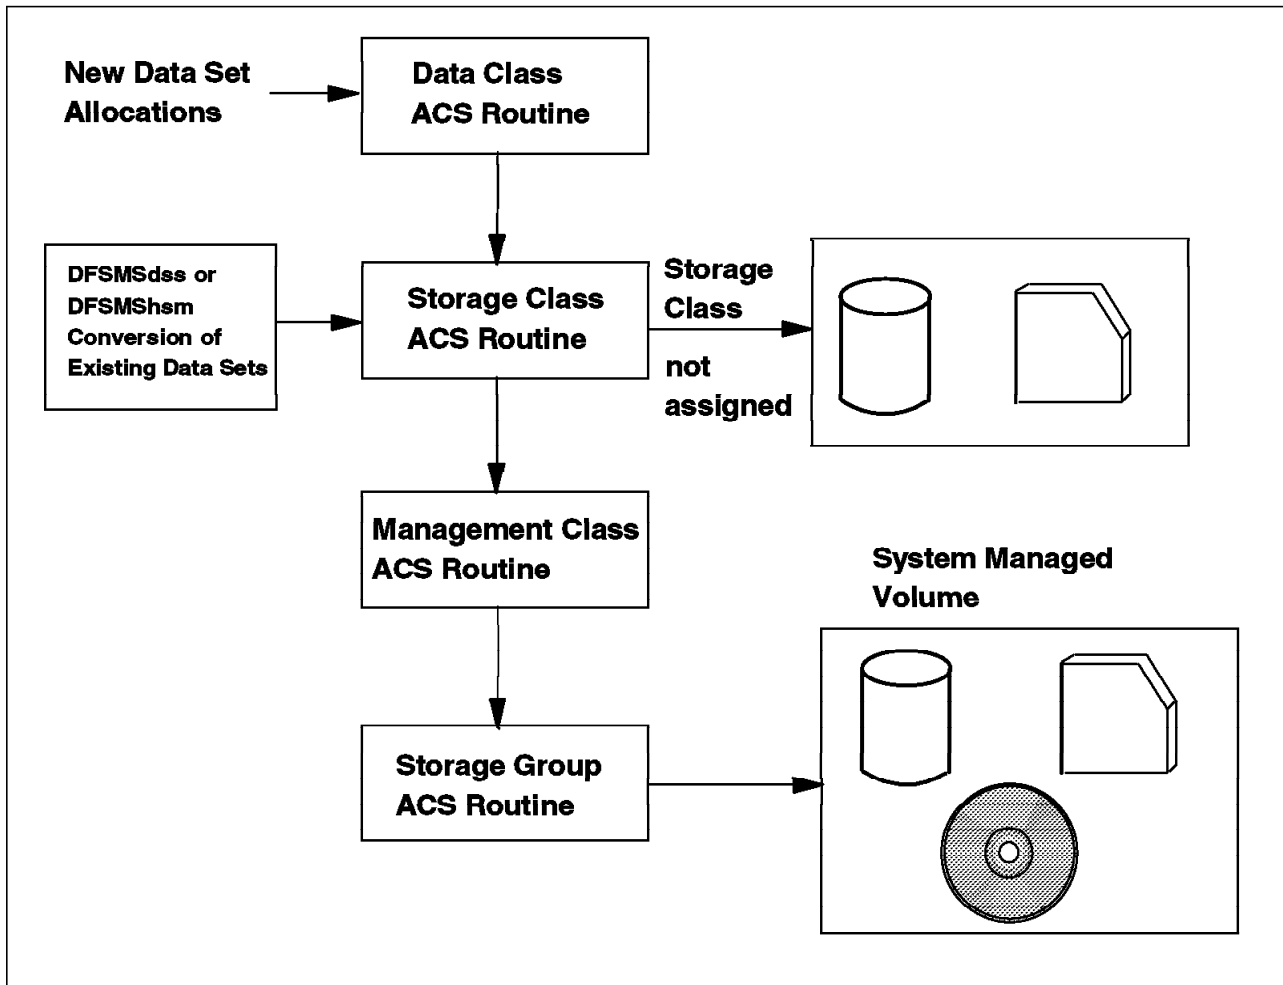 New Data Set
Allocations
Data Class
ACS Routine
DFSMSdss or
DFSMShsm
Conversion of
Existing Data Sets
Storage Class
ACS Routine
Storage
Class
not
assigned
Management Class
ACS Routine
System Managed
Volume
Storage Group
ACS Routine